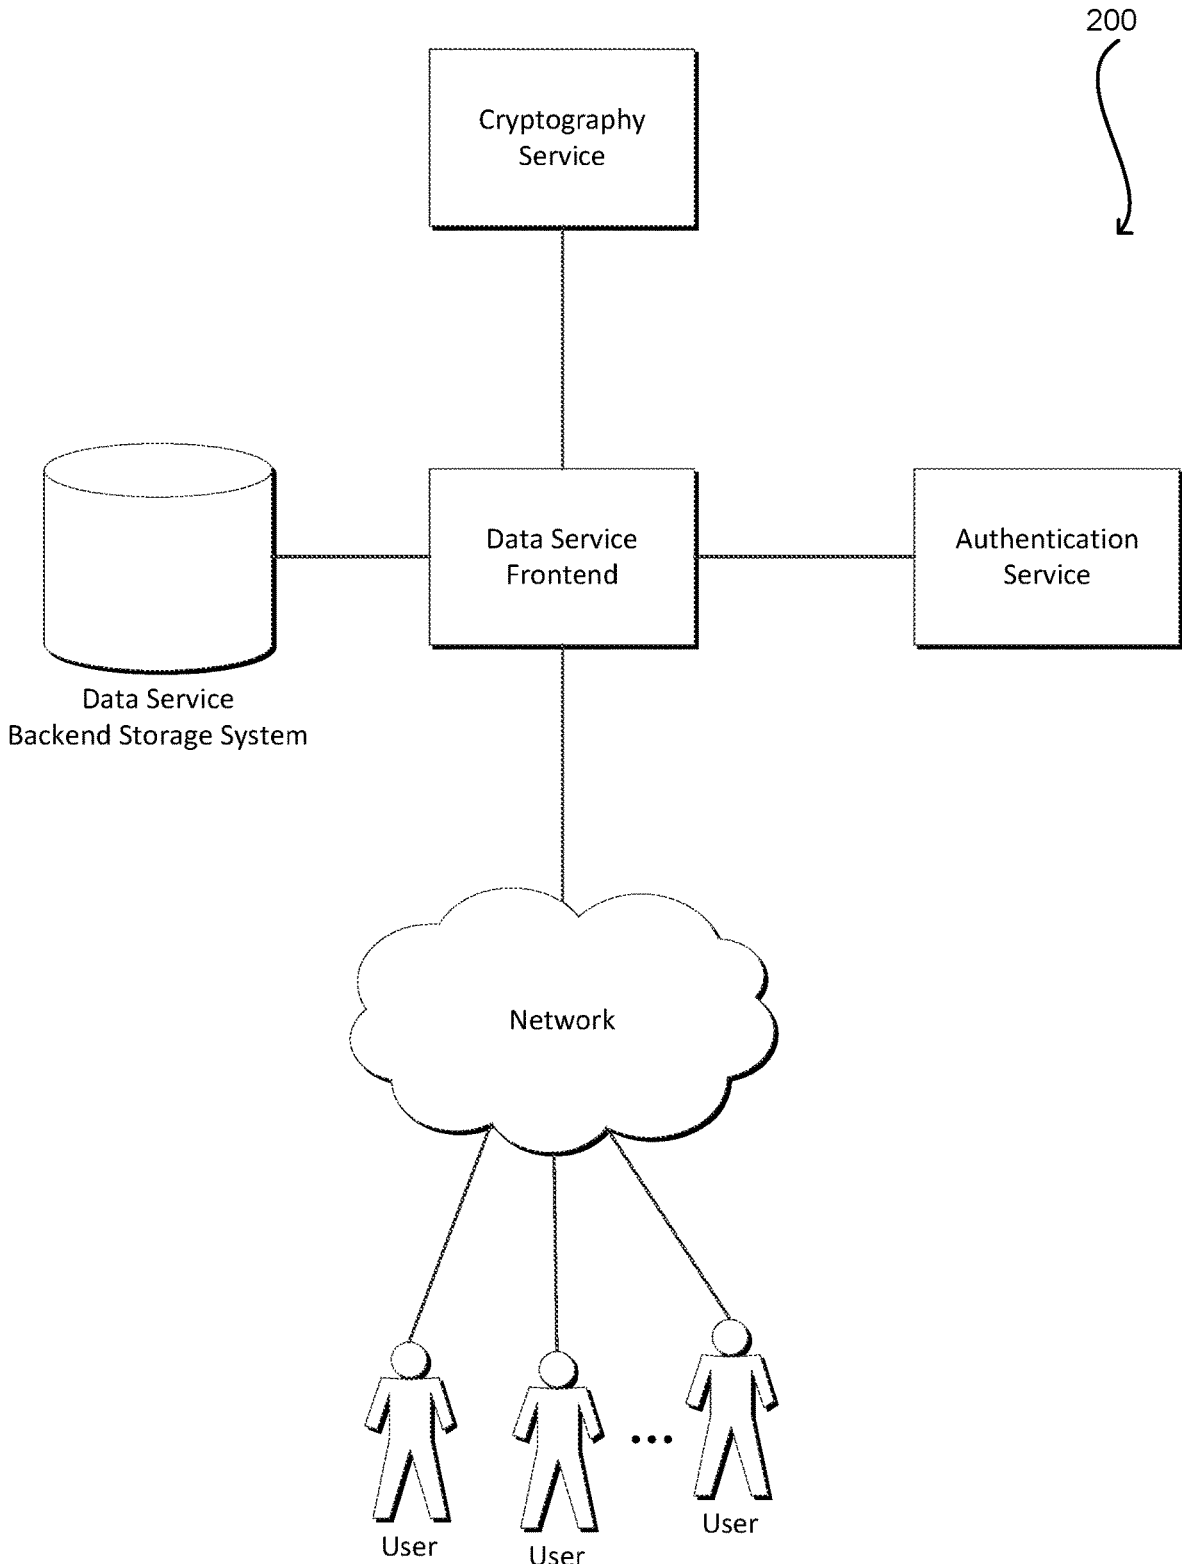 200
Cryptography
Service
Data Service
Frontend
Authentication
Service
Data Service
Backend Storage System
Network
User
User
User